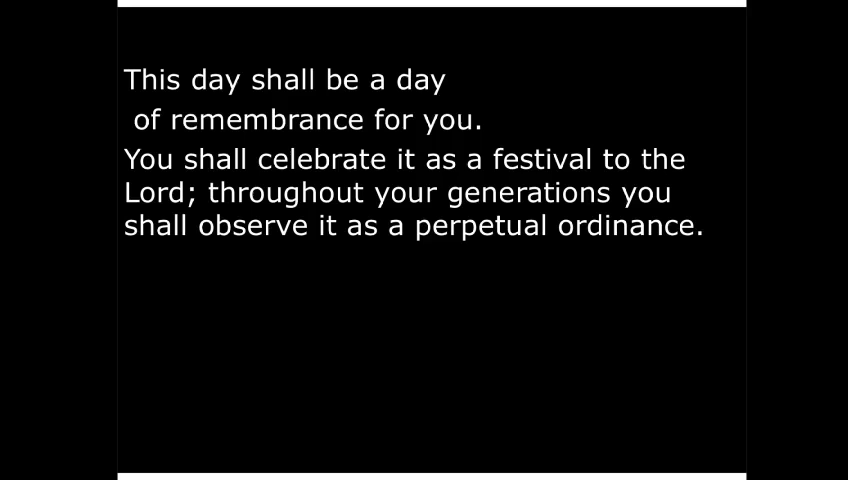 This day shall be a day
of remembrance for you.
You shall celebrate it as a festival to the
Lord; throughout your generations you
shall observe it as a perpetual ordinance.